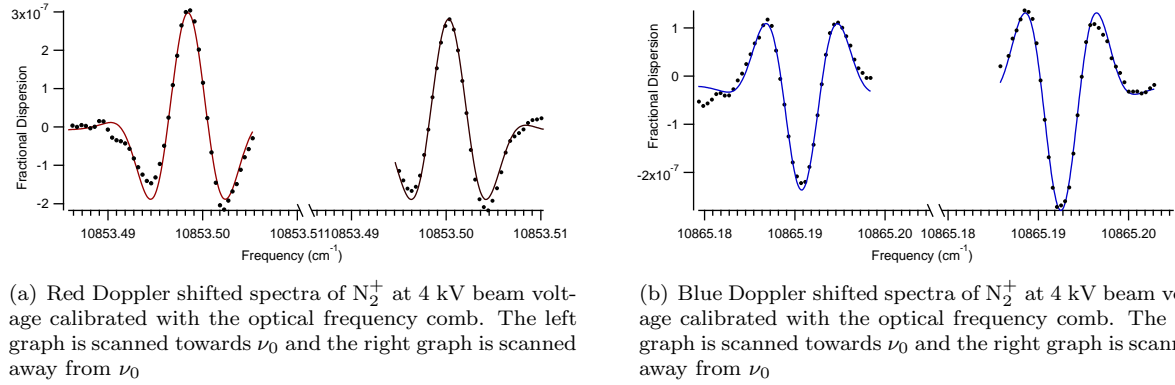 3x10⁻⁷
2
1
0
-1
-2
Fractional Dispersion
10853.49 10853.50 10853.51 10853.49 10853.50 10853.51
Frequency (cm⁻¹)
1
0
-1
-2x10⁻⁷
Fractional Dispersion
10865.18 10865.19 10865.20 10865.18 10865.19 10865.20
Frequency (cm⁻¹)
(a) Red Doppler shifted spectra of N₂⁺ at 4 kV beam volt-
age calibrated with the optical frequency comb. The left
graph is scanned towards ν₀ and the right graph is scanned
away from ν₀
(b) Blue Doppler shifted spectra of N₂⁺ at 4 kV beam vo
age calibrated with the optical frequency comb. The
graph is scanned towards ν₀ and the right graph is scann
away from ν₀